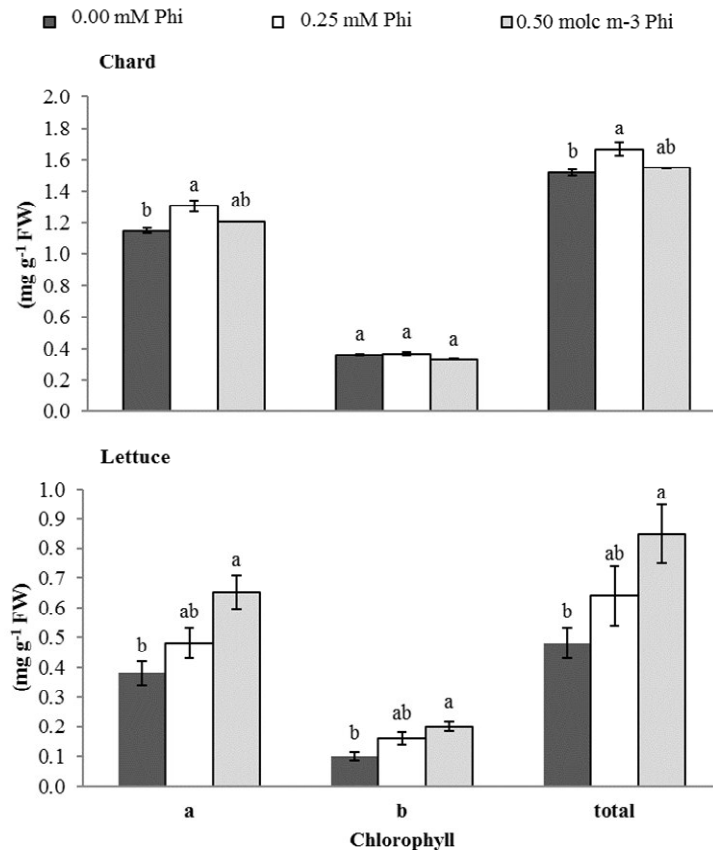 0.00 mM Phi 0.25 mM Phi 0.50 molc m-3 Phi
Chard
2.0
1.8
1.6
1.4
1.2
1.0
0.8
0.6
0.4
0.2
0.0
(mg g-1 FW)
b a ab
a a a
b a ab
Lettuce
1.0
0.9
0.8
0.7
0.6
0.5
0.4
0.3
0.2
0.1
0.0
(mg g-1 FW)
b ab a
b ab a
b ab a
a b total
Chlorophyll